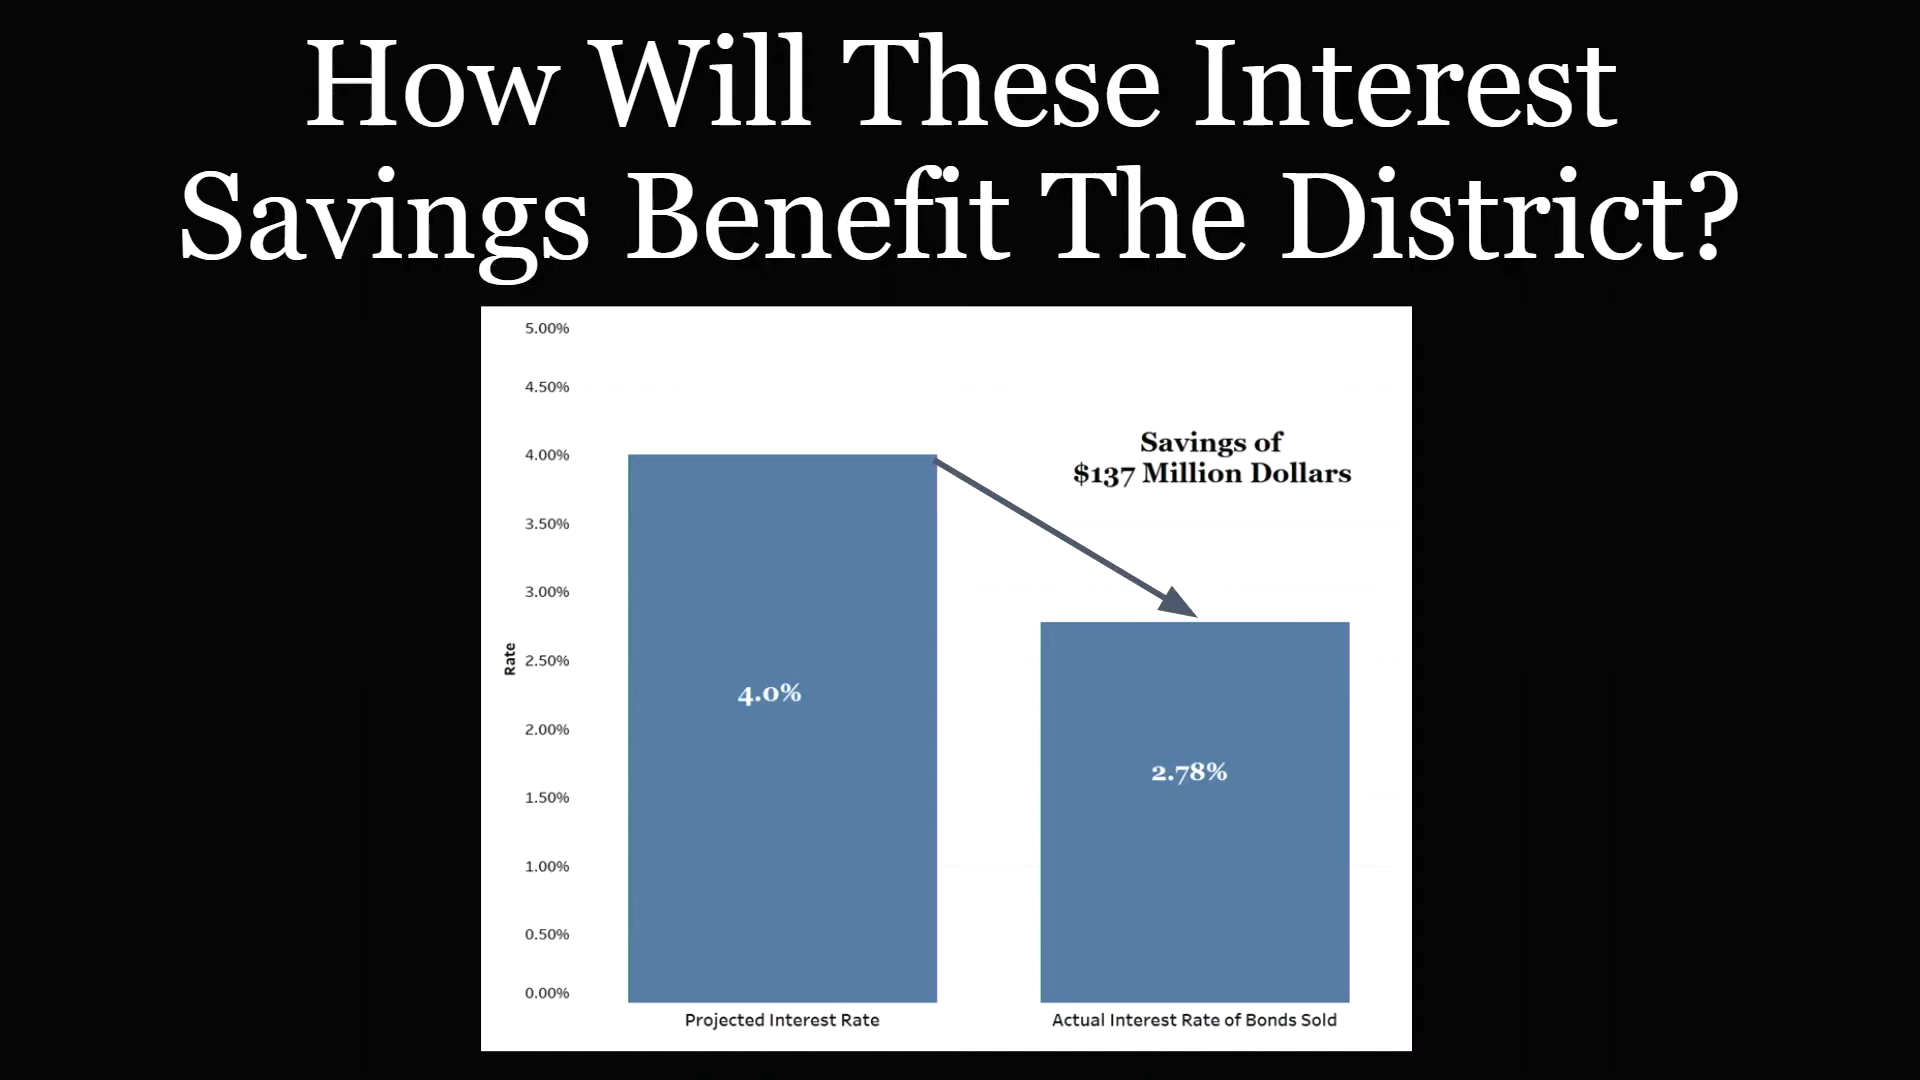 How Will These Interest
Savings Benefit The District?
5.00%
4.50%
4.00%
3.50%
3.00%
2.50%
2.00%
1.50%
1.00%
0.50%
0.00%
Rate
Savings of
$137 Million Dollars
4.0%
2.78%
Projected Interest Rate
Actual Interest Rate of Bonds Sold